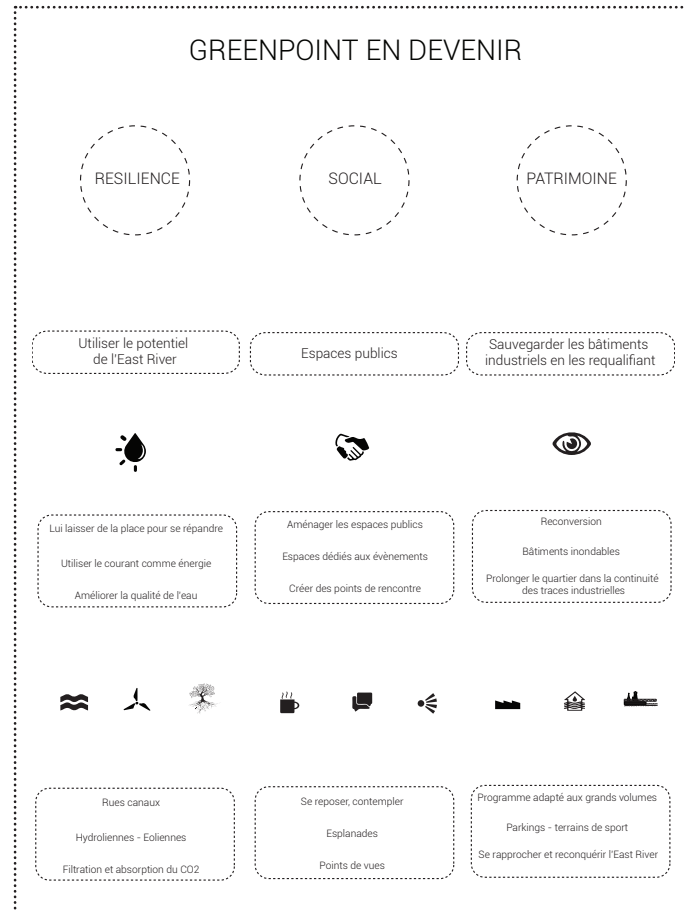 GREENPOINT EN DEVENIR
RESILIENCE
SOCIAL
PATRIMOINE
Utiliser le potentiel
de l'East River
Espaces publics
Sauvegarder les bâtiments
industriels en les requalifiant
Lui laisser de la place pour se répandre
Utiliser le courant comme énergie
Améliorer la qualité de l'eau
Aménager les espaces publics
Espaces dédiés aux évènements
Créer des points de rencontre
Reconversion
Bâtiments inondables
Prolonger le quartier dans la continuité
des traces industrielles
Rues canaux
Hydroliennes - Eoliennes
Filtration et absorption du CO2
Se reposer, contempler
Esplanades
Points de vues
Programme adapté aux grands volumes
Parkings - terrains de sport
Se rapprocher et reconquérir l'East River